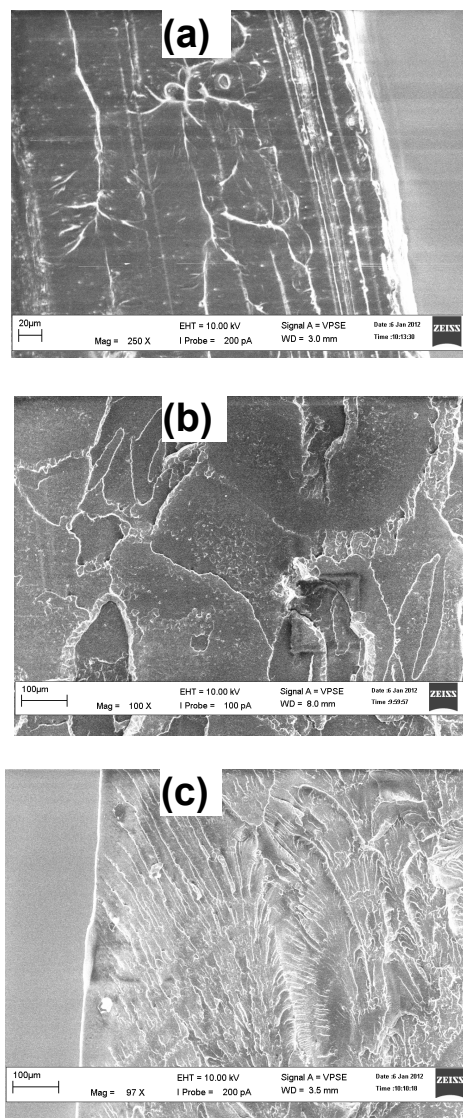 (a)
20µm
Mag = 250 X
EHT = 10.00 kV
I Probe = 200 pA
Signal A = VPSE
WD = 3.0 mm
Date :6 Jan 2012
Time :10:13:30
ZEISS
(b)
100µm
Mag = 100 X
EHT = 10.00 kV
I Probe = 100 pA
Signal A = VPSE
WD = 8.0 mm
Date :6 Jan 2012
Time :9:59:57
ZEISS
(c)
100µm
Mag = 97 X
EHT = 10.00 kV
I Probe = 200 pA
Signal A = VPSE
WD = 3.5 mm
Date :6 Jan 2012
Time :10:10:18
ZEISS